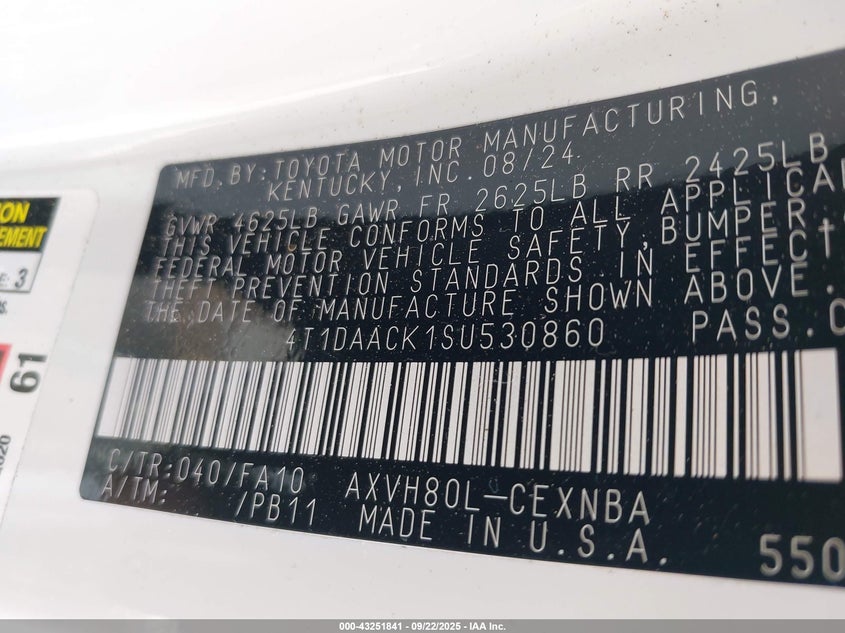 MFD. BY: TOYOTA MOTOR MANUFACTURING,
KENTUCKY, INC. 08/24
GVWR 4625LB GAWR FR 2625LB RR 2425LB
THIS VEHICLE CONFORMS TO ALL
FEDERAL MOTOR VEHICLE SAFETY, BUMPER,
THEFT PREVENTION STANDARDS IN EFFECT
THE DATE OF MANUFACTURE SHOWN ABOVE.
4T1DAACK1SU530860 PASS.
C/TR: 040/FA10 AXVH80L-CEXNBA
A/TM: /PB11 MADE IN U.S.A. 550
3
61
000-43251841 - 09/22/2025 - IAA Inc.